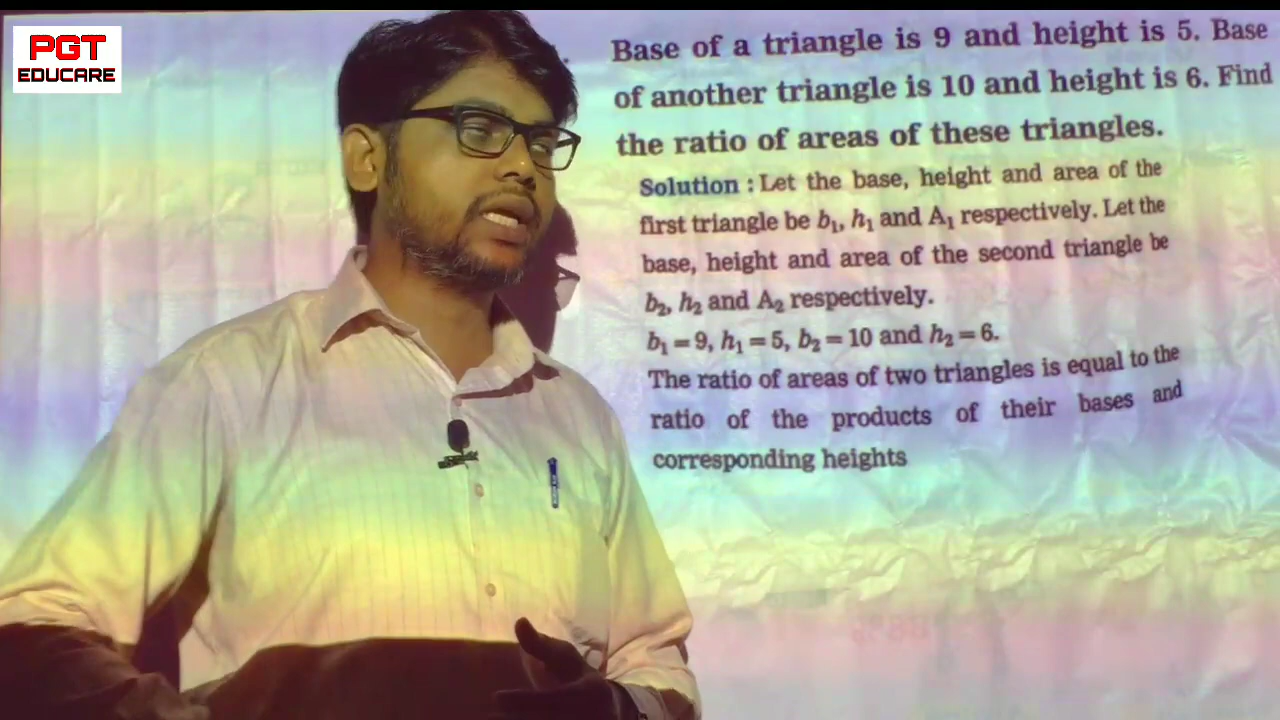 PGT
EDUCARE
Base of a triangle is 9 and height is 5. Base
of another triangle is 10 and height is 6. Find
the ratio of areas of these triangles.
Solution : Let the base, height and area of the
first triangle be b₁, h₁ and A₁ respectively. Let the
base, height and area of the second triangle be
b₂, h₂ and A₂ respectively.
b₁ = 9, h₁ = 5, b₂ = 10 and h₂ = 6.
The ratio of areas of two triangles is equal to the
ratio of the products of their bases and
corresponding heights